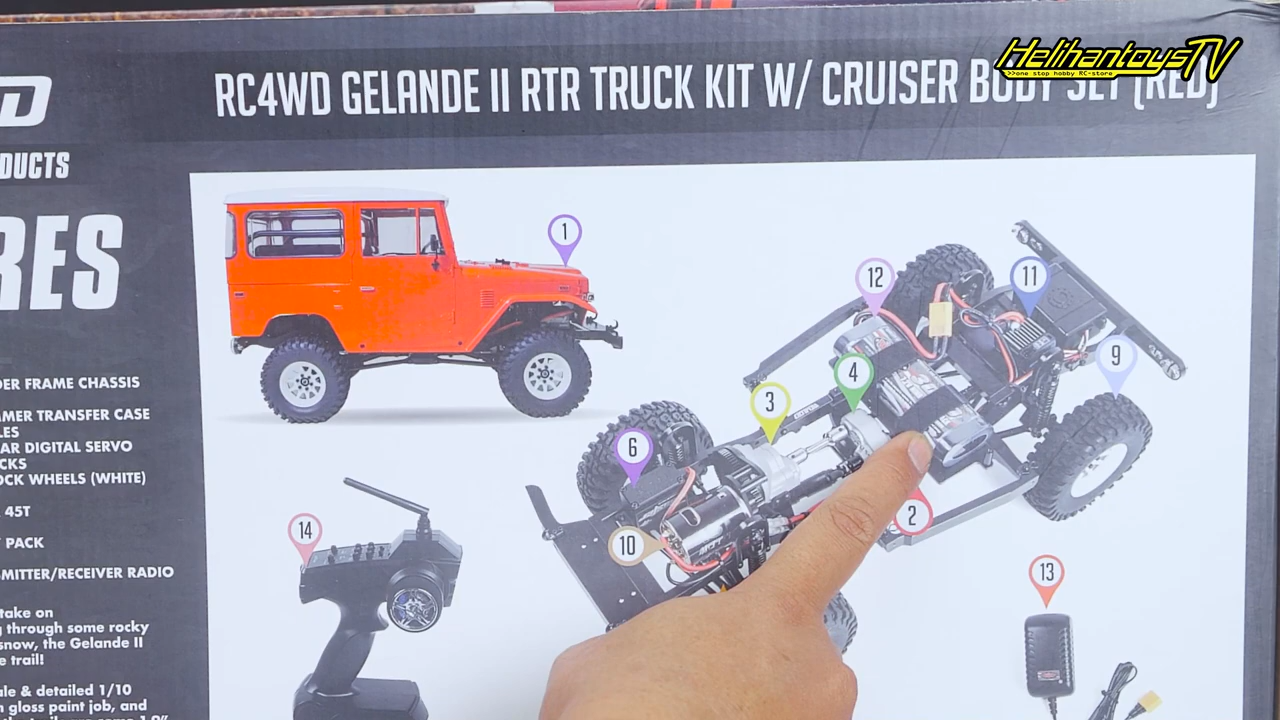 HelihantoysTV
>>one stop hobby RC-store
D
RC4WD GELANDE II RTR TRUCK KIT W/ CRUISER BODY SET (RED)
DUCTS
RES
1
12
11
9
4
3
6
DER FRAME CHASSIS
MMER TRANSFER CASE
LES
AR DIGITAL SERVO
CKS
OCK WHEELS (WHITE)
2
45T
14
10
PACK
13
SMITTER/RECEIVER RADIO
take on
g through some rocky
snow, the Gelande II
e trail!
ale & detailed 1/10
n gloss paint job, and